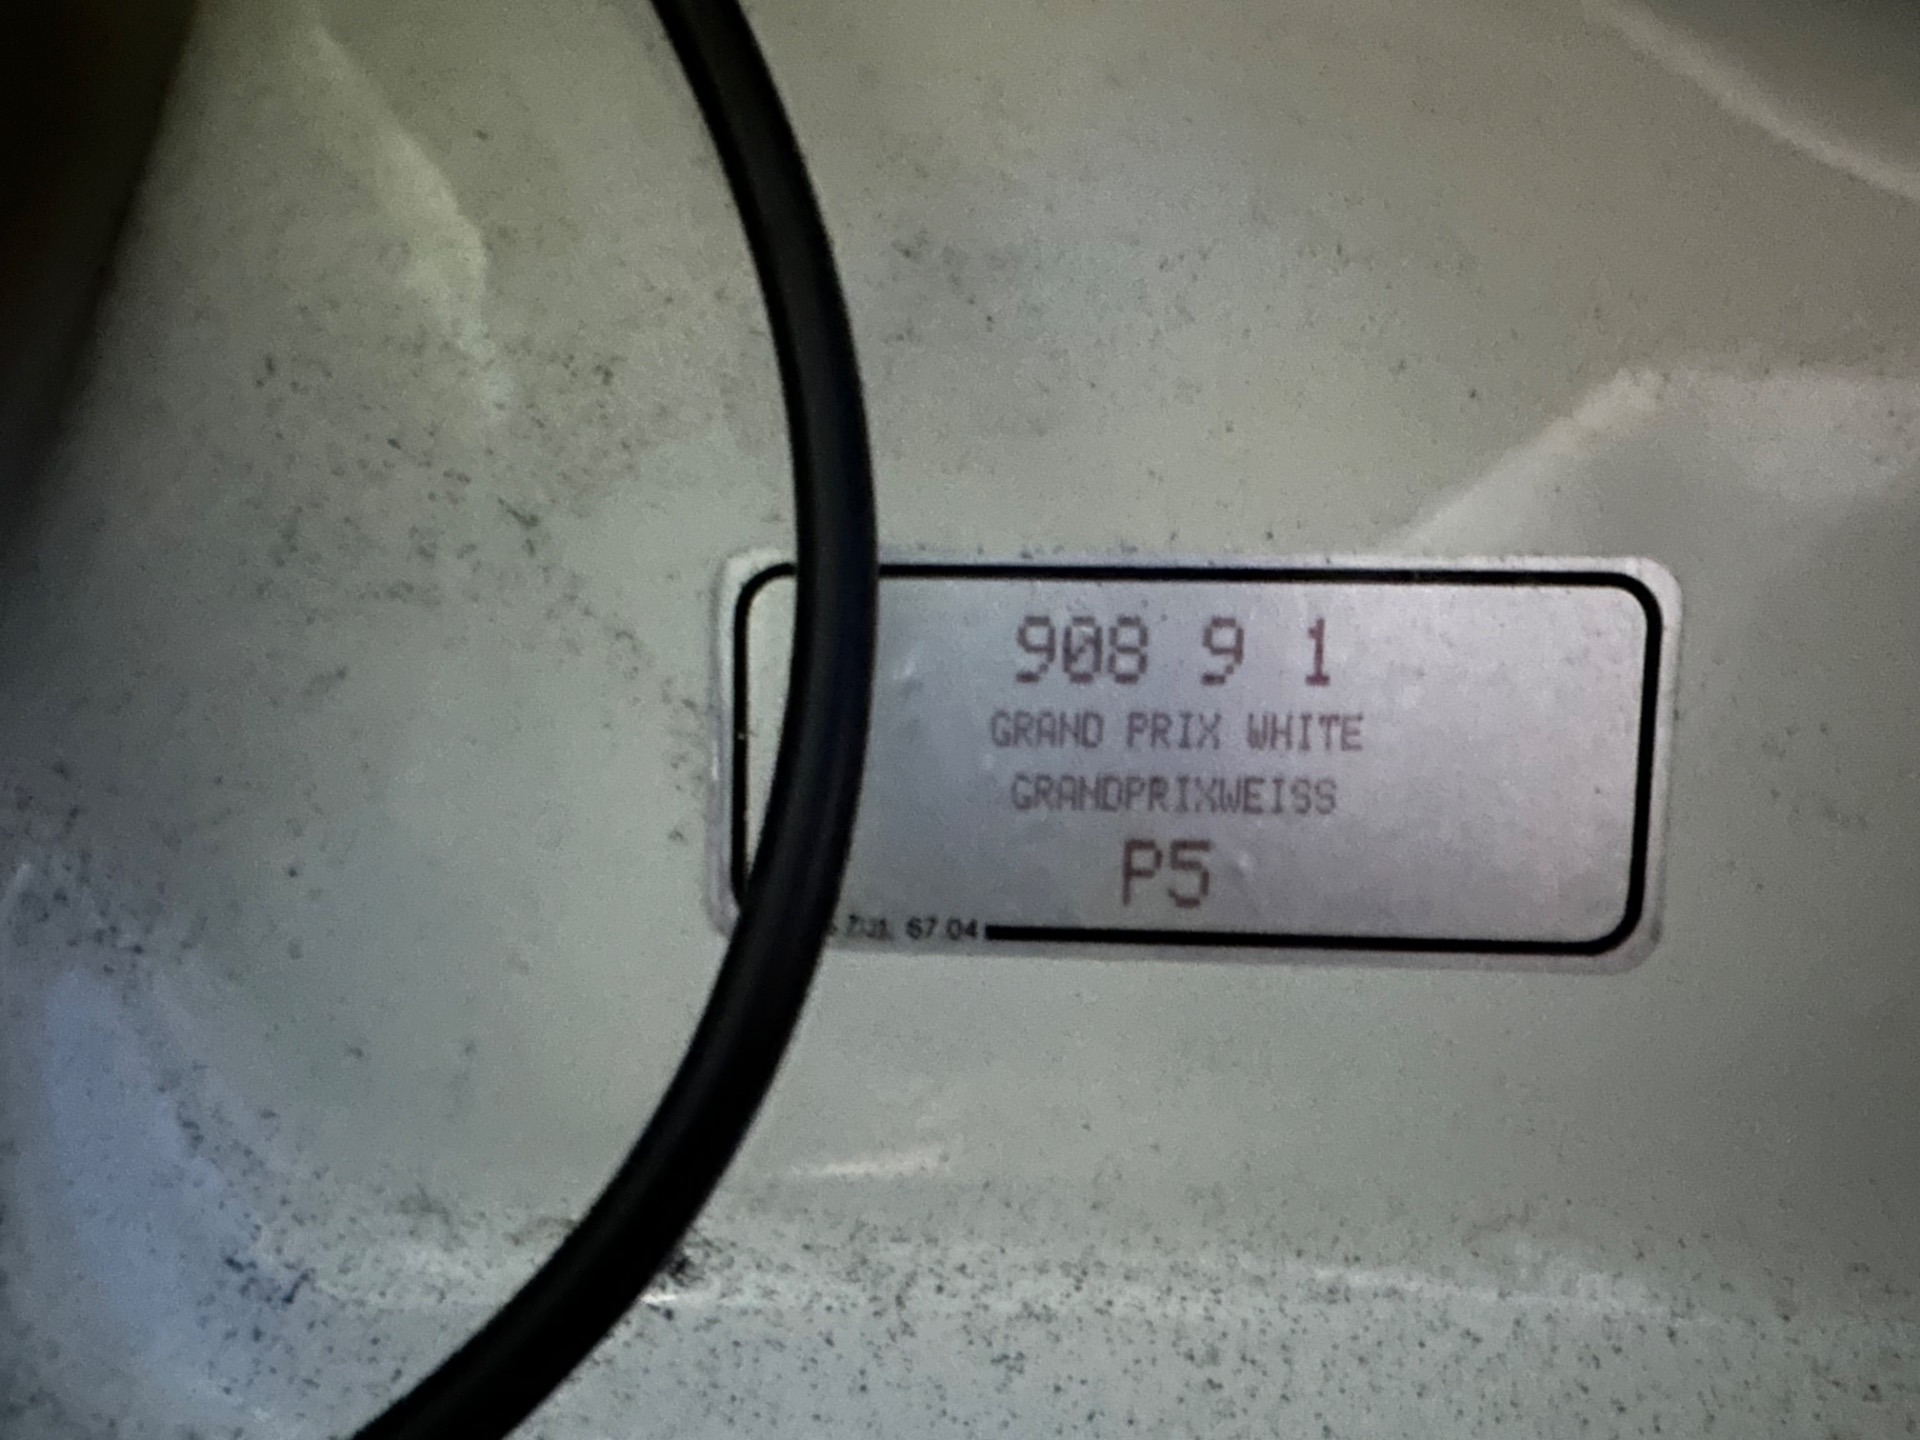 908 9 1
GRAND PRIX WHITE
GRANDPRIXWEISS
P5
67 04